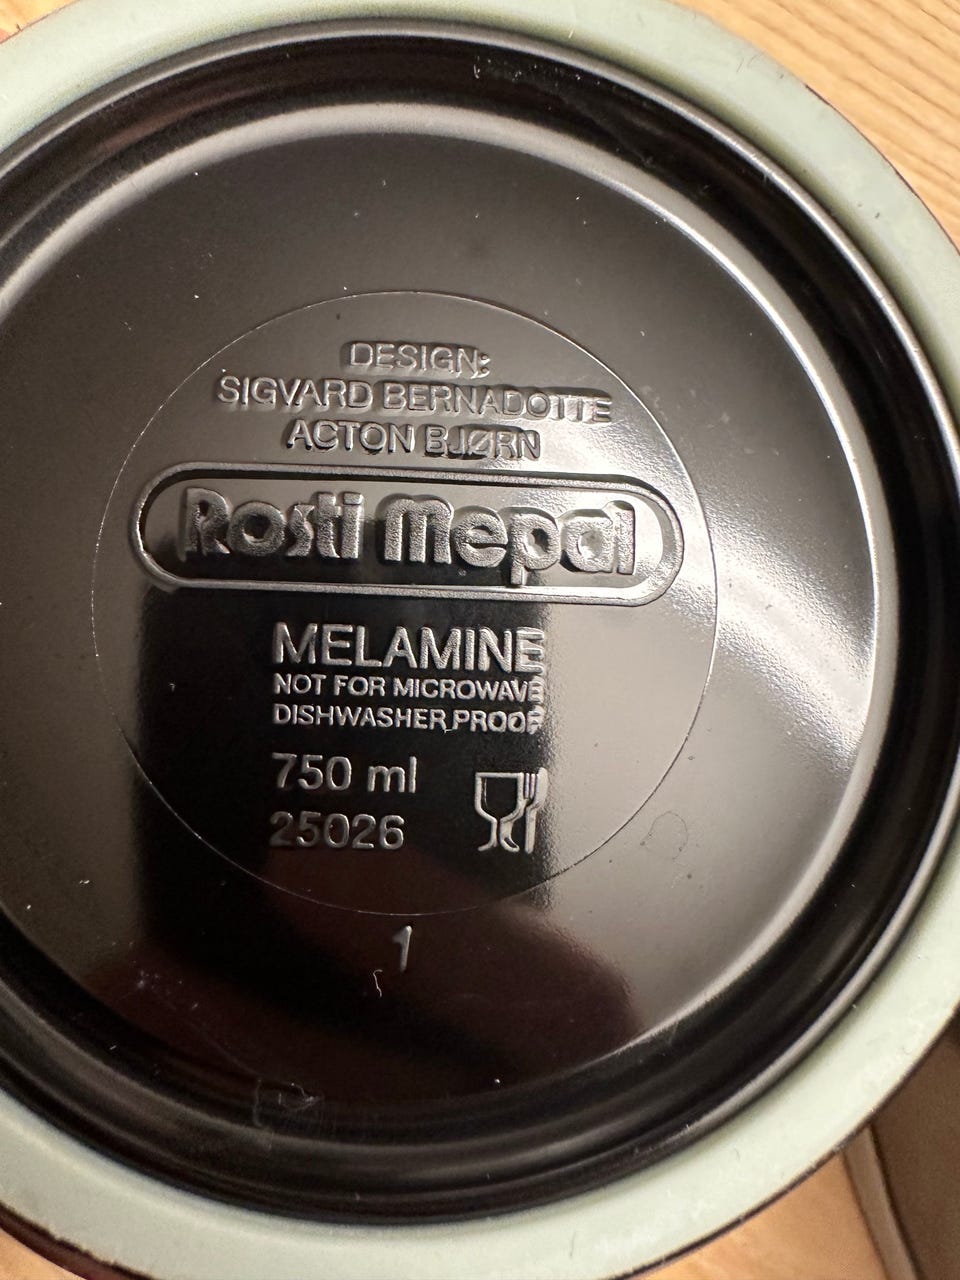 DESIGN:
SIGVARD BERNADOTTE
ACTON BJØRN
Rosti Mepal
MELAMINE
NOT FOR MICROWAVE
DISHWASHER PROOF
750 ml
25026
1